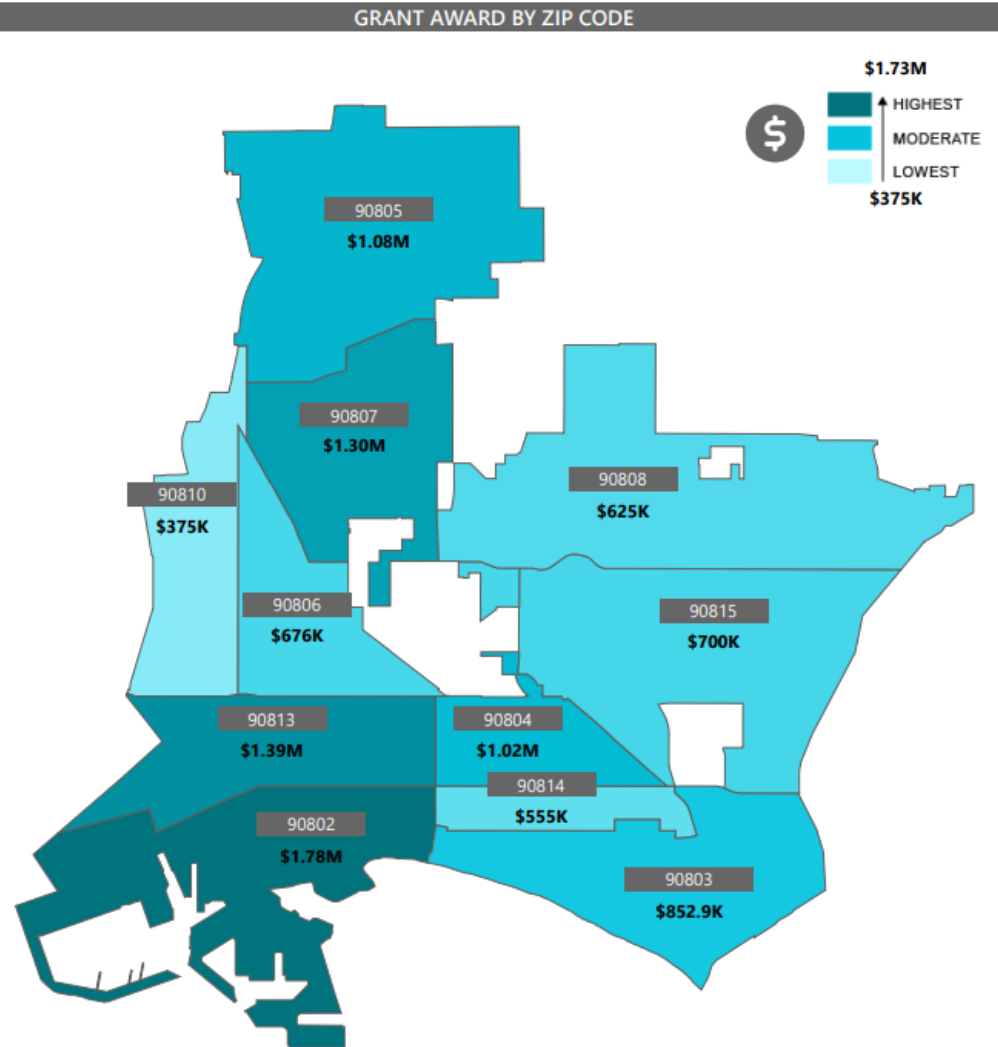 GRANT AWARD BY ZIP CODE
$1.73M
$
HIGHEST
MODERATE
LOWEST
$375K
90805
$1.08M
90807
$1.30M
90808
$625K
90810
$375K
90806
$676K
90815
$700K
90813
$1.39M
90804
$1.02M
90814
$555K
90802
$1.78M
90803
$852.9K